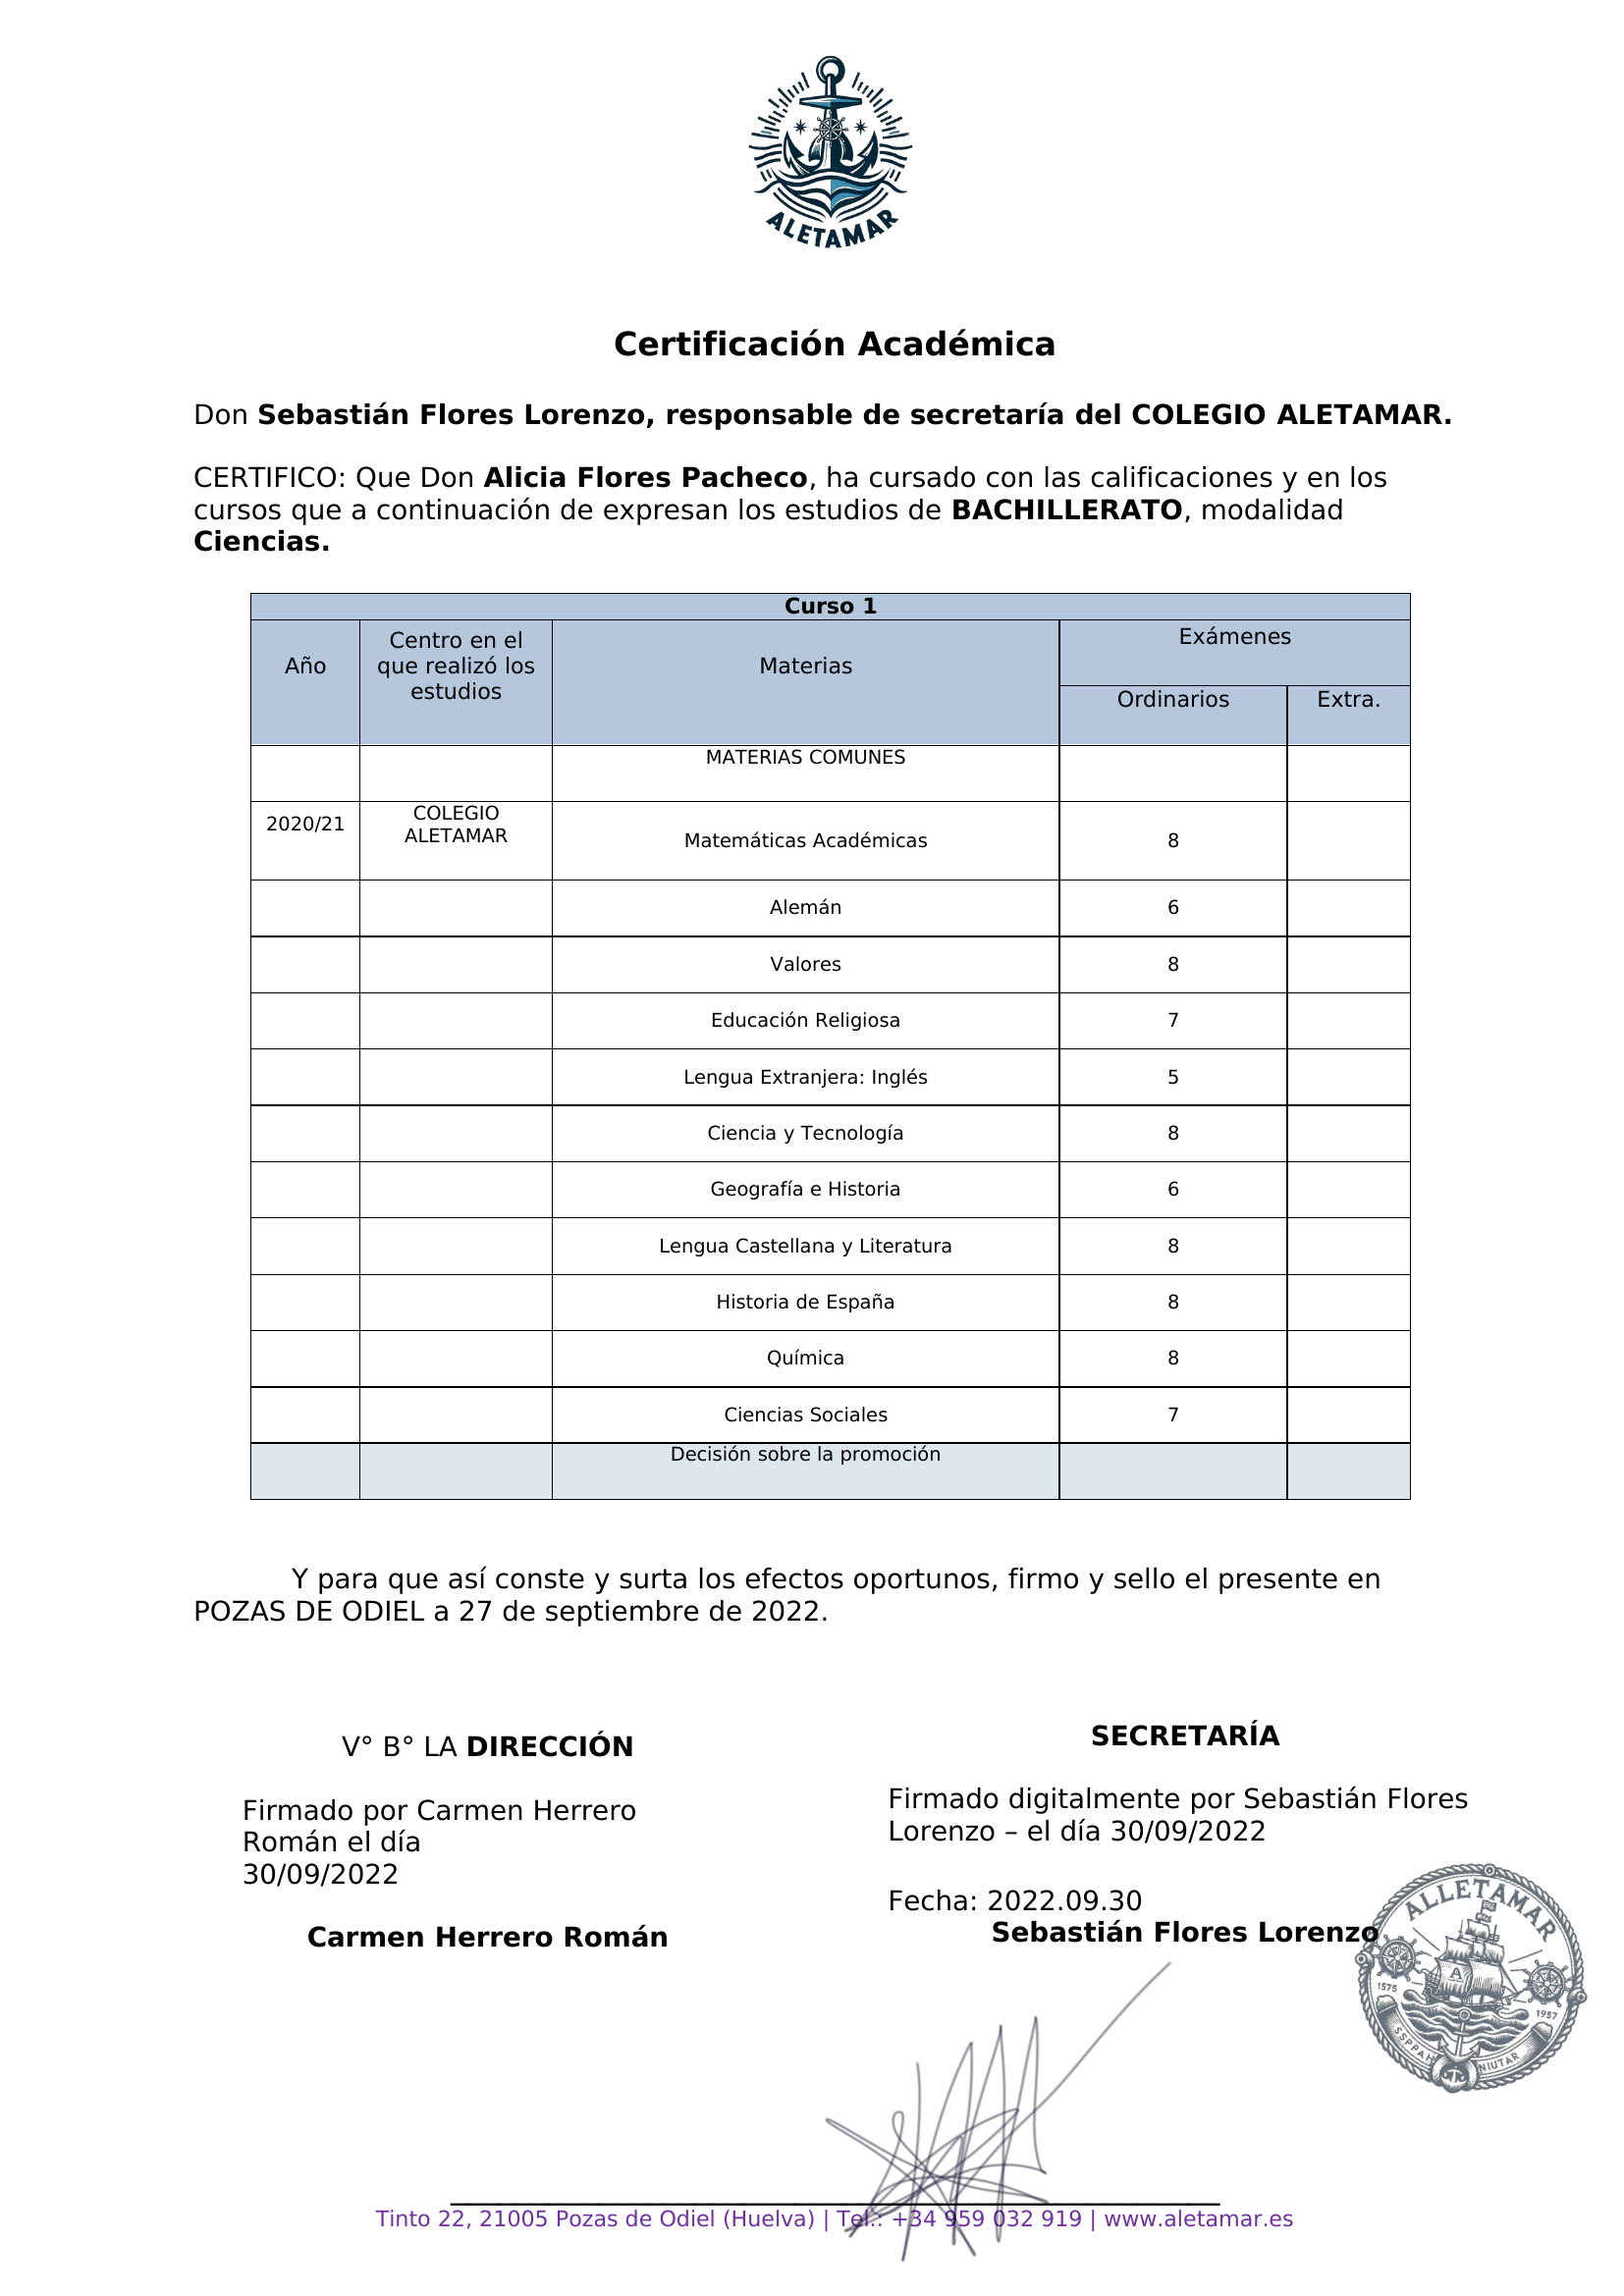 ALETAMAR
Certificación Académica
Don Sebastián Flores Lorenzo, responsable de secretaría del COLEGIO ALETAMAR.
CERTIFICO: Que Don Alicia Flores Pacheco, ha cursado con las calificaciones y en los
cursos que a continuación de expresan los estudios de BACHILLERATO, modalidad
Ciencias.
Curso 1
Año
Centro en el
que realizó los
estudios
Materias
Exámenes
Ordinarios
Extra.
MATERIAS COMUNES
2020/21
COLEGIO
ALETAMAR
Matemáticas Académicas
8
Alemán
6
Valores
8
Educación Religiosa
7
Lengua Extranjera: Inglés
5
Ciencia y Tecnología
8
Geografía e Historia
6
Lengua Castellana y Literatura
8
Historia de España
8
Química
8
Ciencias Sociales
7
Decisión sobre la promoción
Y para que así conste y surta los efectos oportunos, firmo y sello el presente en
POZAS DE ODIEL a 27 de septiembre de 2022.
V° B° LA DIRECCIÓN
Firmado por Carmen Herrero
Román el día
30/09/2022
Carmen Herrero Román
SECRETARÍA
Firmado digitalmente por Sebastián Flores
Lorenzo – el día 30/09/2022
Fecha: 2022.09.30
Sebastián Flores Lorenzo
ALLETAMAR
A
1575
1957
SSPPAH
NIUTAR
Tinto 22, 21005 Pozas de Odiel (Huelva) | Tel.: +34 959 032 919 | www.aletamar.es